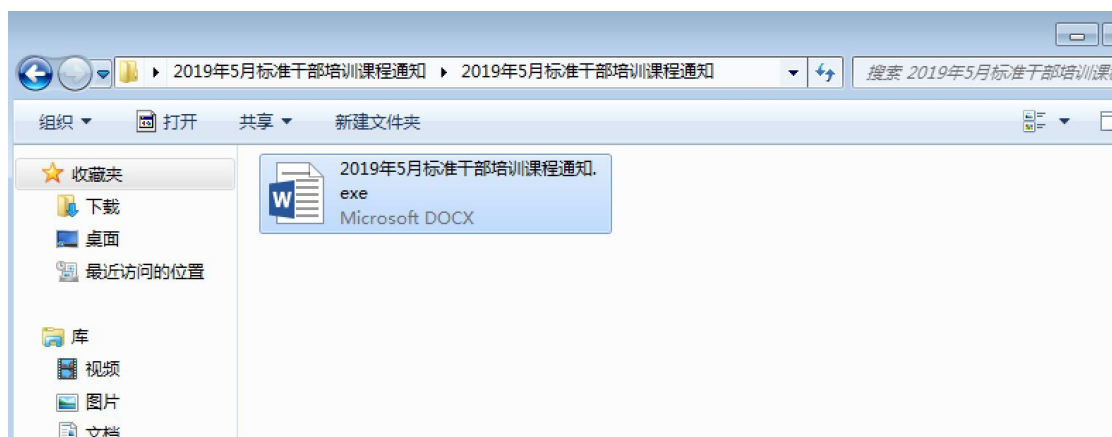 2019年5月标准干部培训课程通知 ▸ 2019年5月标准干部培训课程通知
搜索 2019年5月标准干部培训课
组织 打开 共享 新建文件夹
收藏夹
下载
桌面
最近访问的位置
库
视频
图片
文档
2019年5月标准干部培训课程通知.
exe
Microsoft DOCX
W